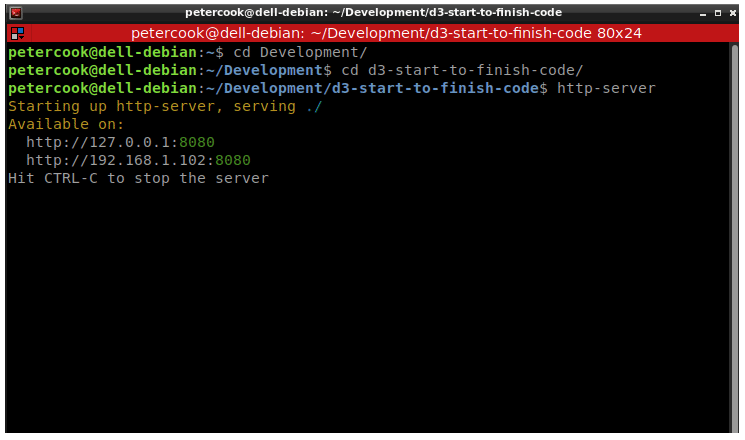 petercook@dell-debian: ~/Development/d3-start-to-finish-code
petercook@dell-debian: ~/Development/d3-start-to-finish-code 80x24
petercook@dell-debian:~$ cd Development/
petercook@dell-debian:~/Development$ cd d3-start-to-finish-code/
petercook@dell-debian:~/Development/d3-start-to-finish-code$ http-server
Starting up http-server, serving ./
Available on:
  http://127.0.0.1:8080
  http://192.168.1.102:8080
Hit CTRL-C to stop the server